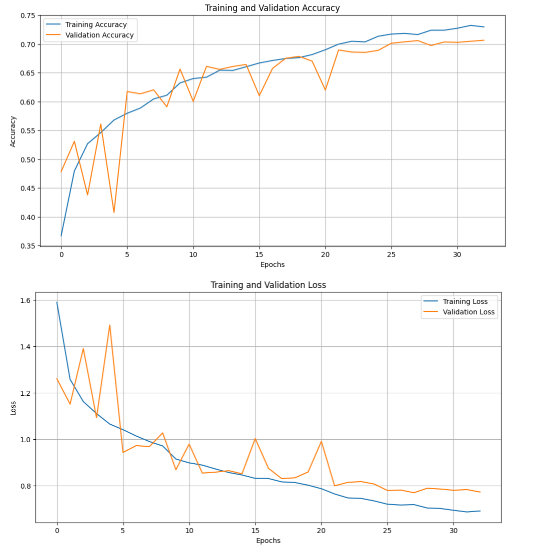 Training and Validation Accuracy
0.75
0.70
0.65
0.60
0.55
0.50
0.45
0.40
0.35
Accuracy
Training Accuracy
Validation Accuracy
0 5 10 15 20 25 30
Epochs
Training and Validation Loss
1.6
1.4
1.2
1.0
0.8
Loss
Training Loss
Validation Loss
0 5 10 15 20 25 30
Epochs